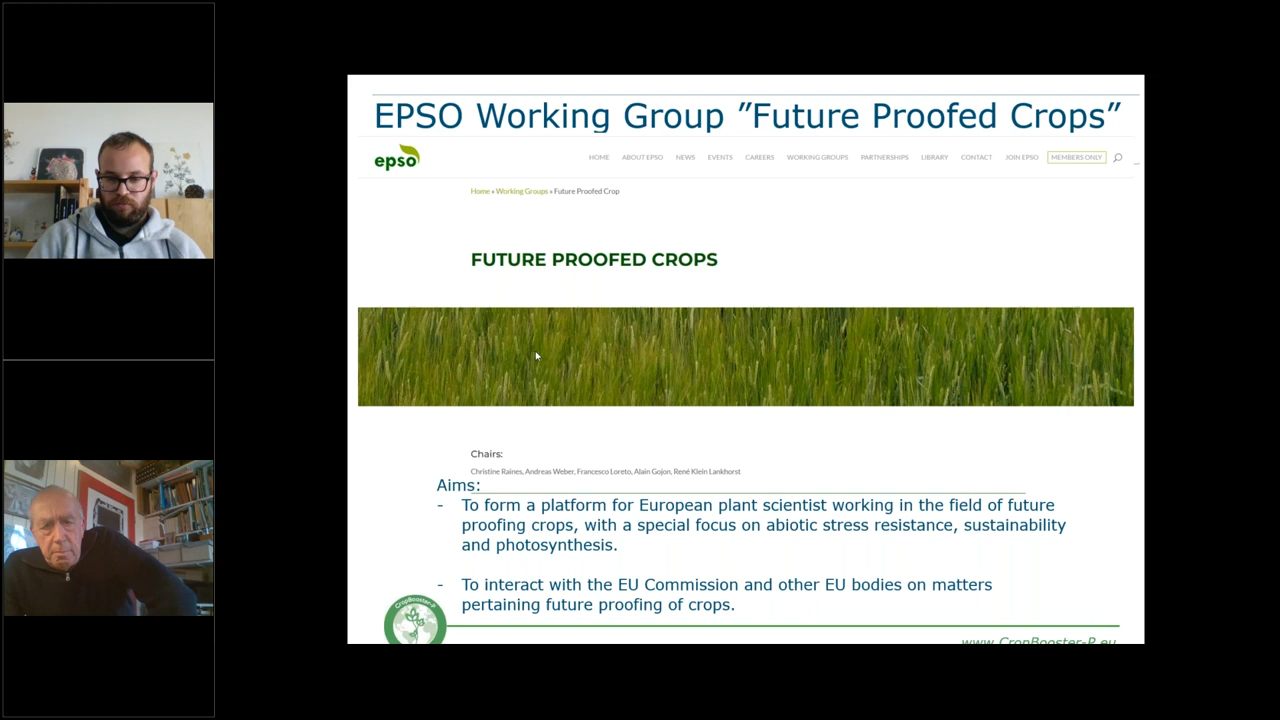 EPSO Working Group ”Future Proofed Crops”
epso
HOME ABOUT EPSO NEWS EVENTS CAREERS WORKING GROUPS PARTNERSHIPS LIBRARY CONTACT JOIN EPSO MEMBERS ONLY
Home » Working Groups » Future Proofed Crop
FUTURE PROOFED CROPS
Chairs:
Christine Raines, Andreas Weber, Francesco Loreto, Alain Gojon, René Klein Lankhorst
Aims:
- To form a platform for European plant scientist working in the field of future
proofing crops, with a special focus on abiotic stress resistance, sustainability
and photosynthesis.
- To interact with the EU Commission and other EU bodies on matters
pertaining future proofing of crops.
CropBooster-P
www.CropBooster-P.eu